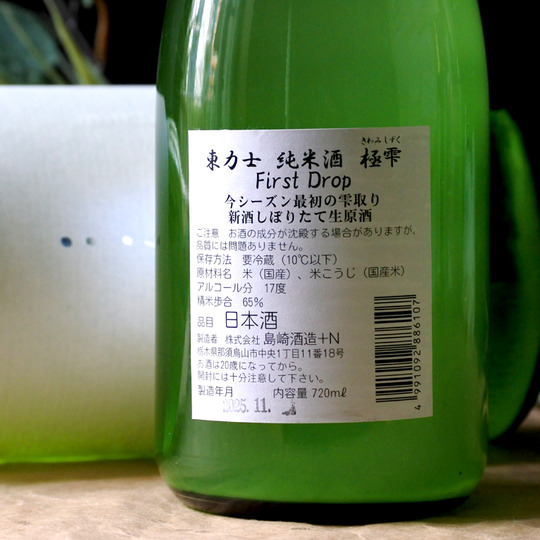 きわみしずく
東力士 純米酒 極雫
First Drop
今シーズン最初の雫取り
新酒しぼりたて生原酒
ご注意 お酒の成分が沈殿する場合がありますが、
品質には問題ありません。
保存方法 要冷蔵(10℃以下)
原材料名 米(国産)、米こうじ(国産米)
アルコール分 17度
精米歩合 65%
品目 日本酒
製造者 株式会社 島崎酒造+N
栃木県那須烏山市中央1丁目11番18号
お酒は20歳になってから。
開封には十分注意して下さい。
製造年月 内容量 720mℓ
2025.11.
4991092886107